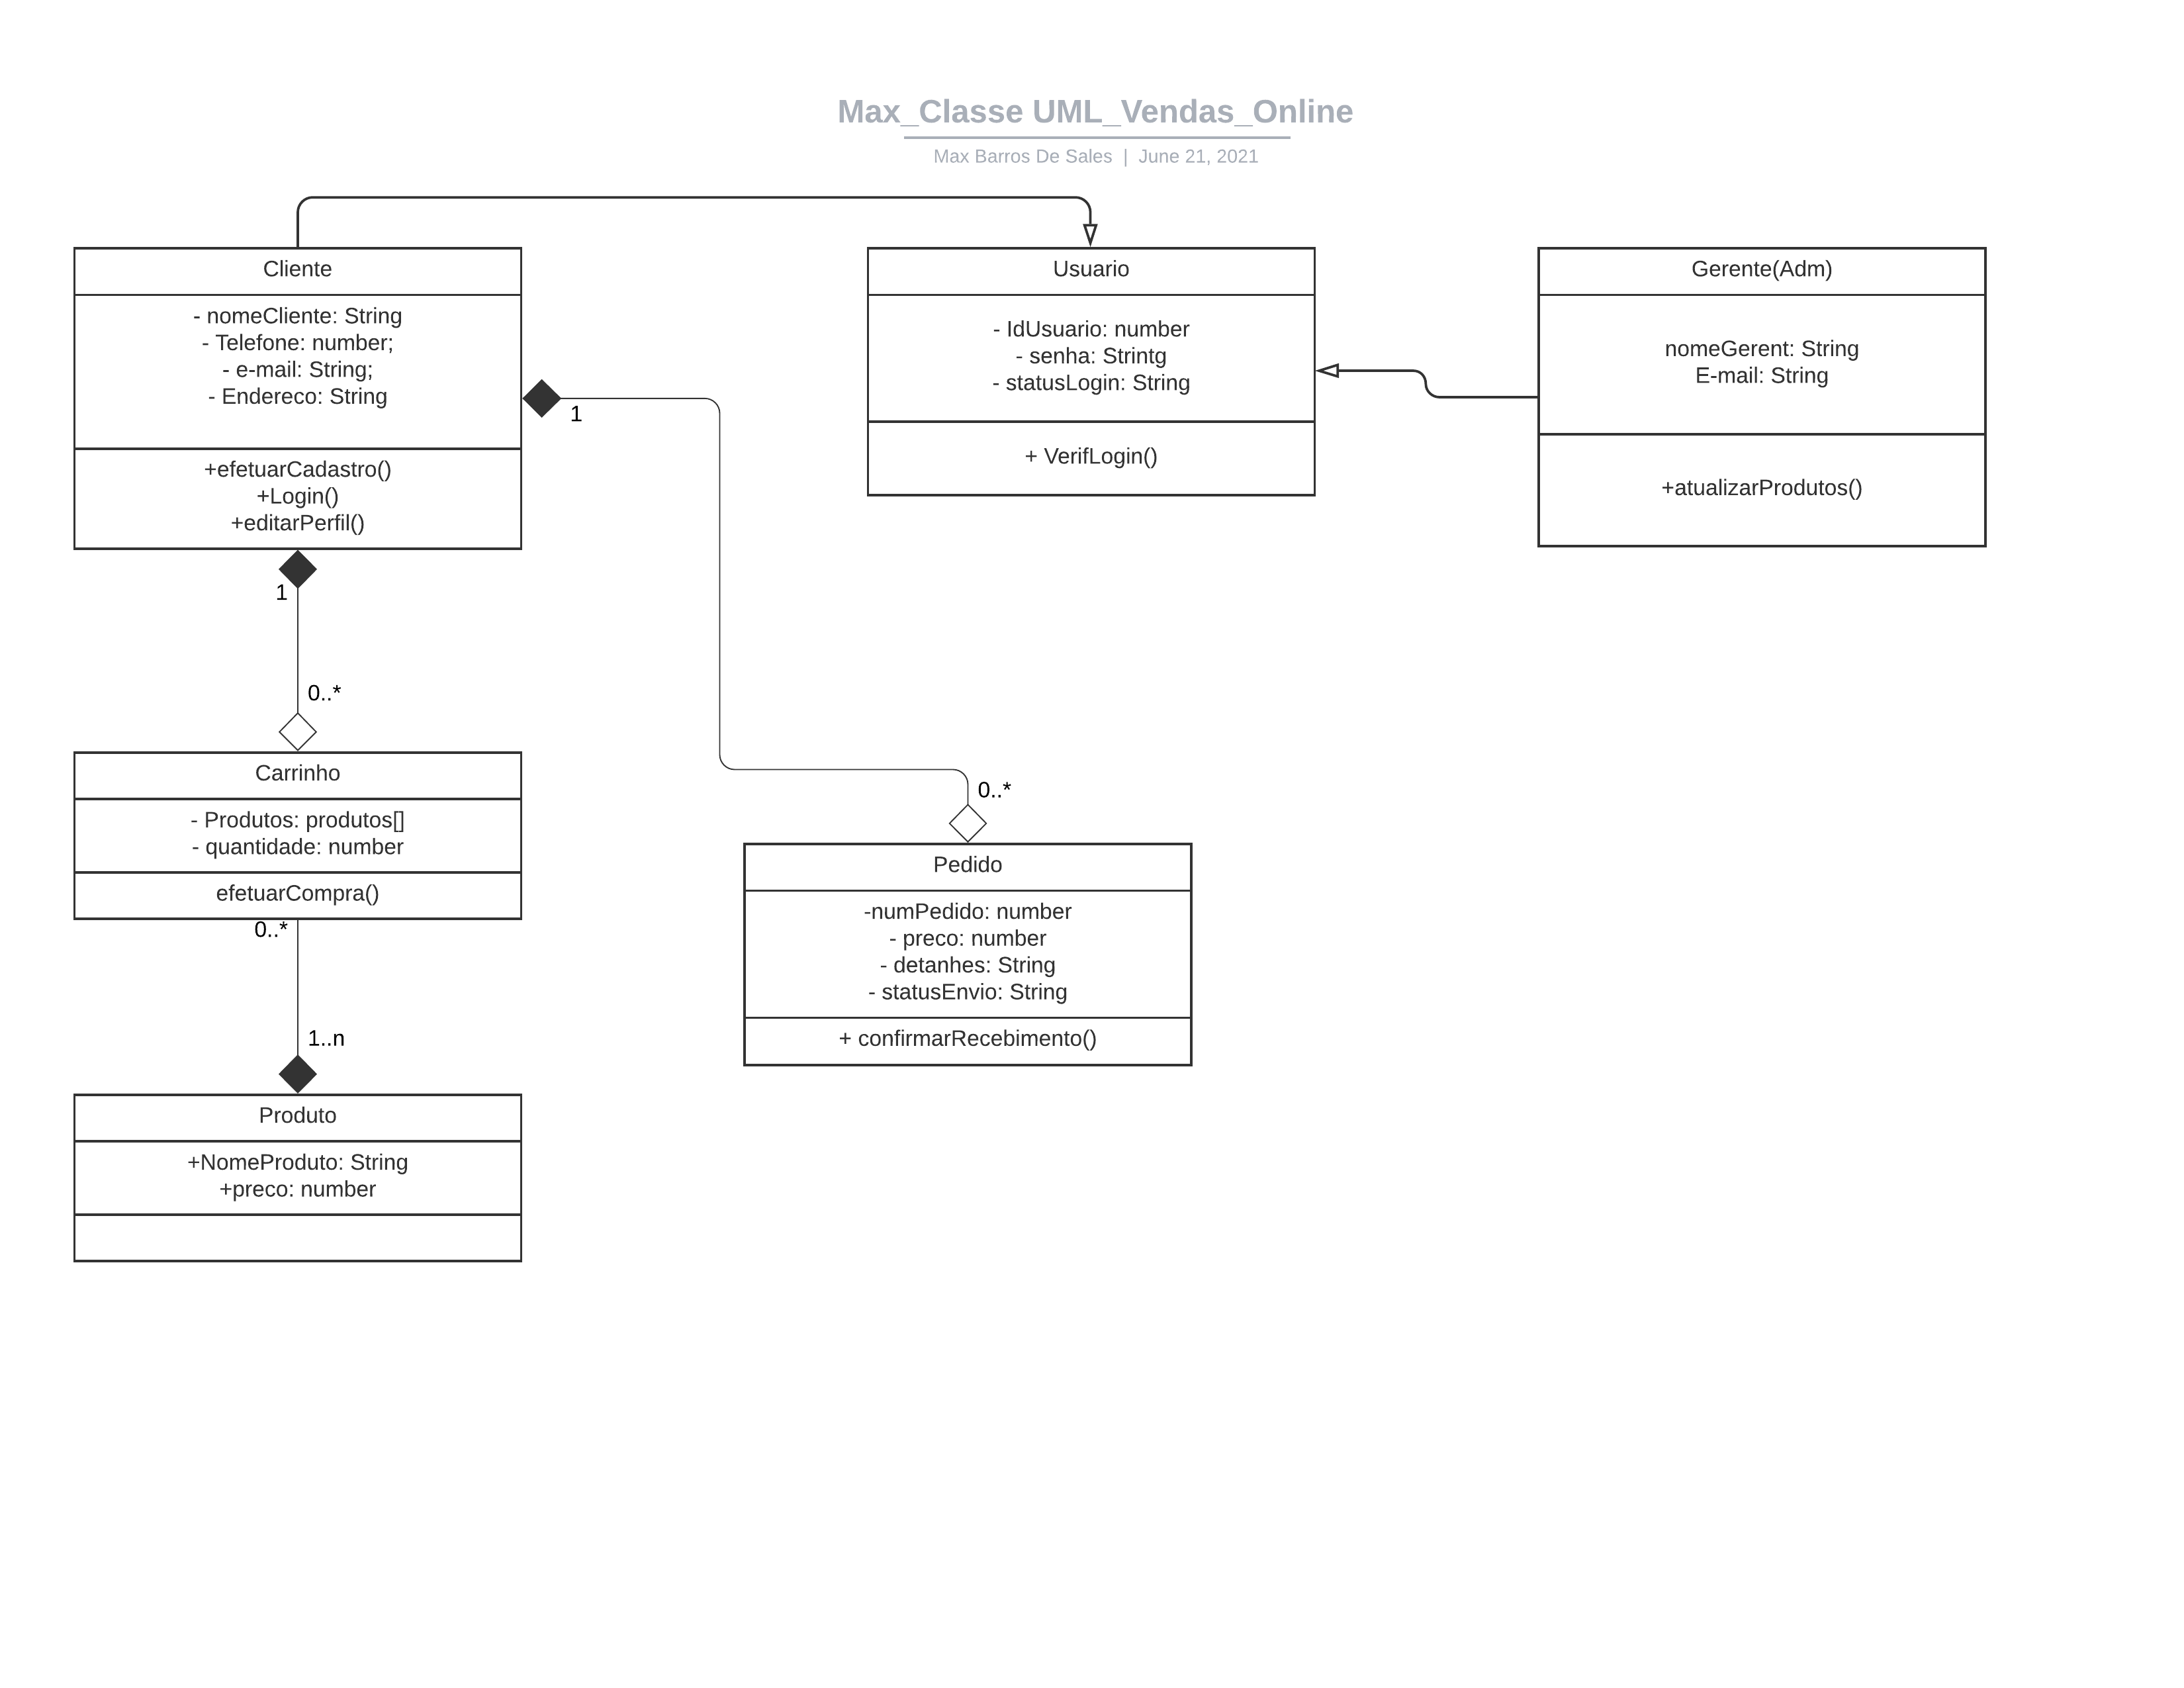 Max_Classe UML_Vendas_Online
Max Barros De Sales | June 21, 2021
Cliente
- nomeCliente: String
- Telefone: number;
- e-mail: String;
- Endereco: String
+efetuarCadastro()
+Login()
+editarPerfil()
Usuario
- IdUsuario: number
- senha: Strintg
- statusLogin: String
+ VerifLogin()
Gerente(Adm)
nomeGerent: String
E-mail: String
+atualizarProdutos()
1
1
0..*
Carrinho
- Produtos: produtos[]
- quantidade: number
efetuarCompra()
0..*
0..*
Pedido
-numPedido: number
- preco: number
- detanhes: String
- statusEnvio: String
+ confirmarRecebimento()
1..n
Produto
+NomeProduto: String
+preco: number